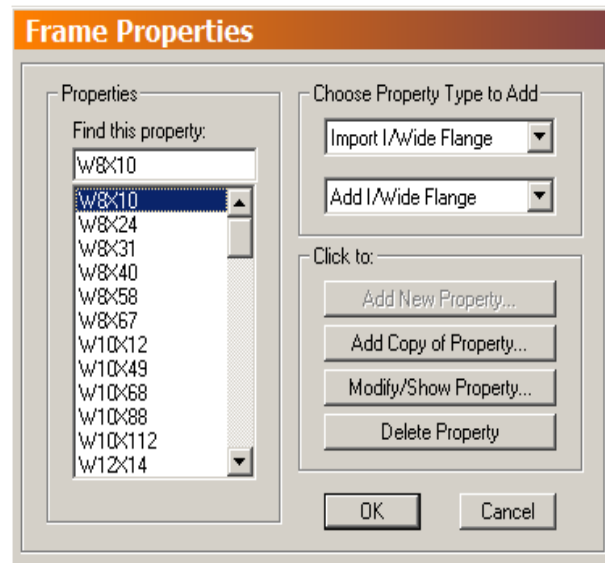 Frame Properties
Properties
Find this property:
W8X10
W8X10
W8X24
W8X31
W8X40
W8X58
W8X67
W10X12
W10X49
W10X68
W10X88
W10X112
W12X14
Choose Property Type to Add
Import I/Wide Flange
Add I/Wide Flange
Click to:
Add New Property...
Add Copy of Property...
Modify/Show Property...
Delete Property
OK
Cancel